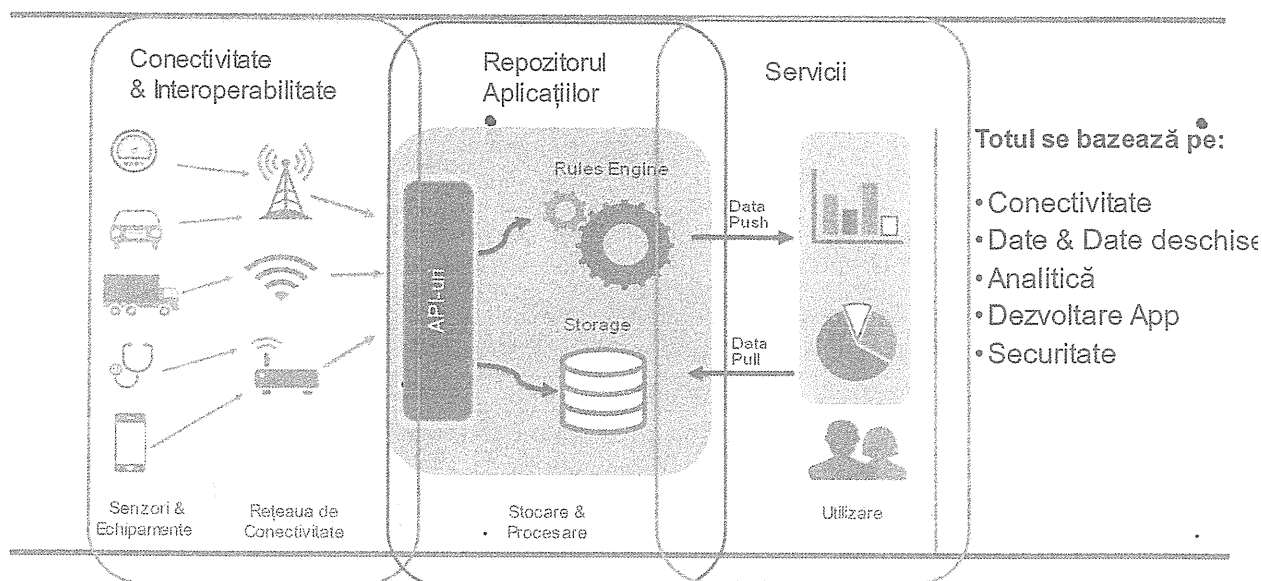 Conectivitate
& Interoperabilitate
Senzori &
Echipamente
Rețeaua de
Conectivitate
Repozitorul
Aplicațiilor
API-uri
Rules Engine
Storage
Stocare &
Procesare
Data
Push
Data
Pull
Servicii
Utilizare
Totul se bazează pe:
•Conectivitate
•Date & Date deschise
•Analitică
•Dezvoltare App
•Securitate